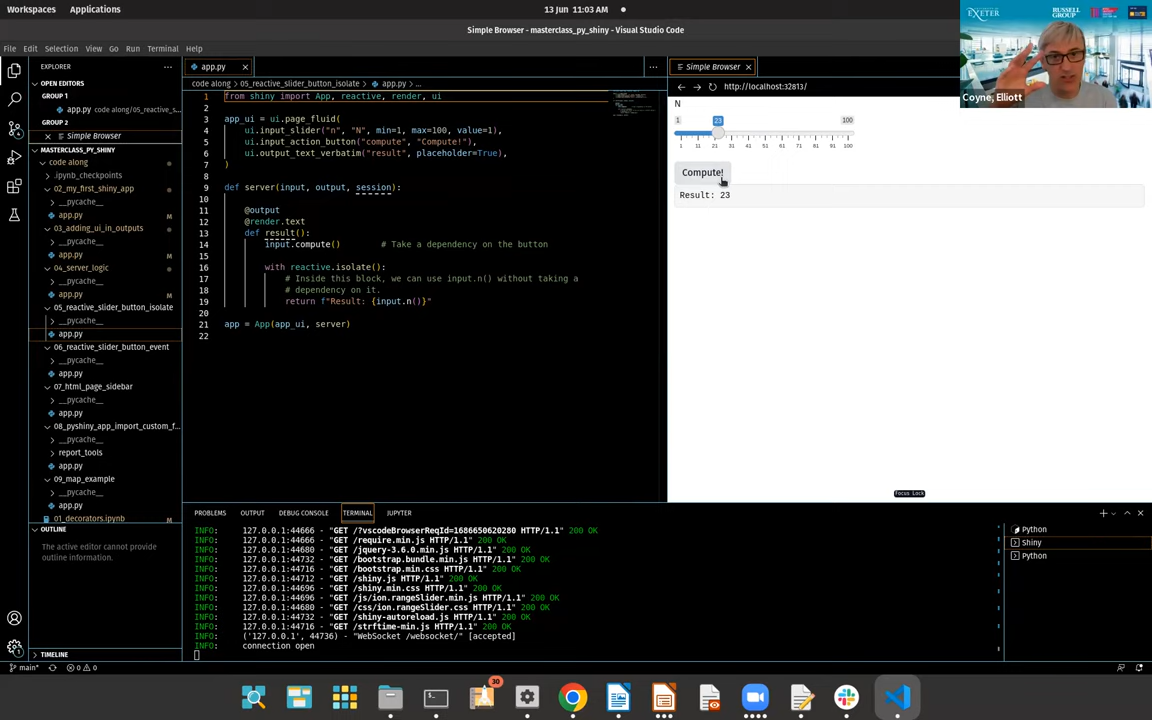 Workspaces Applications
13 Jun 11:03 AM
Simple Browser - masterclass_py_shiny - Visual Studio Code
File Edit Selection View Go Run Terminal Help
EXETER
RUSSELL
GROUP
Coyne, Elliott
EXPLORER
OPEN EDITORS
GROUP 1
app.py code along/05_reactive_s...
GROUP 2
Simple Browser
MASTERCLASS_PY_SHINY
code along
.ipynb_checkpoints
02_my_first_shiny_app
__pycache__
app.py M
03_adding_ui_in_outputs
__pycache__
app.py M
04_server_logic
__pycache__
app.py M
05_reactive_slider_button_isolate
__pycache__
app.py
06_reactive_slider_button_event
__pycache__
app.py
07_html_page_sidebar
__pycache__
app.py
08_pyshiny_app_import_custom_f...
__pycache__
report_tools
app.py
09_map_example
__pycache__
app.py
01_decorators.ipynb M
OUTLINE
The active editor cannot provide
outline information.
TIMELINE
app.py
code along > 05_reactive_slider_button_isolate > app.py > ...
1 from shiny import App, reactive, render, ui
2
3 app_ui = ui.page_fluid(
4 ui.input_slider("n", "N", min=1, max=100, value=1),
5 ui.input_action_button("compute", "Compute!"),
6 ui.output_text_verbatim("result", placeholder=True),
7 )
8
9 def server(input, output, session):
10
11 @output
12 @render.text
13 def result():
14 input.compute() # Take a dependency on the button
15
16 with reactive.isolate():
17 # Inside this block, we can use input.n() without taking a
18 # dependency on it.
19 return f"Result: {input.n()}"
20
21 app = App(app_ui, server)
22
Simple Browser
http://localhost:32813/
N
1 23 100
1 11 21 31 41 51 61 71 81 91 100
Compute!
Result: 23
Focus Lock
PROBLEMS OUTPUT DEBUG CONSOLE TERMINAL JUPYTER
INFO: 127.0.0.1:44666 - "GET /?vscodeBrowserReqId=1686650620280 HTTP/1.1" 200 OK
INFO: 127.0.0.1:44666 - "GET /require.min.js HTTP/1.1" 200 OK
INFO: 127.0.0.1:44680 - "GET /jquery-3.6.0.min.js HTTP/1.1" 200 OK
INFO: 127.0.0.1:44732 - "GET /bootstrap.bundle.min.js HTTP/1.1" 200 OK
INFO: 127.0.0.1:44716 - "GET /bootstrap.min.css HTTP/1.1" 200 OK
INFO: 127.0.0.1:44712 - "GET /shiny.js HTTP/1.1" 200 OK
INFO: 127.0.0.1:44696 - "GET /shiny.min.css HTTP/1.1" 200 OK
INFO: 127.0.0.1:44666 - "GET /js/ion.rangeSlider.min.js HTTP/1.1" 200 OK
INFO: 127.0.0.1:44680 - "GET /css/ion.rangeSlider.css HTTP/1.1" 200 OK
INFO: 127.0.0.1:44732 - "GET /shiny-autoreload.js HTTP/1.1" 200 OK
INFO: 127.0.0.1:44716 - "GET /strftime-min.js HTTP/1.1" 200 OK
INFO: ('127.0.0.1', 44736) - "WebSocket /websocket/" [accepted]
INFO: connection open
Python
Shiny
Python
main* 0 0
30